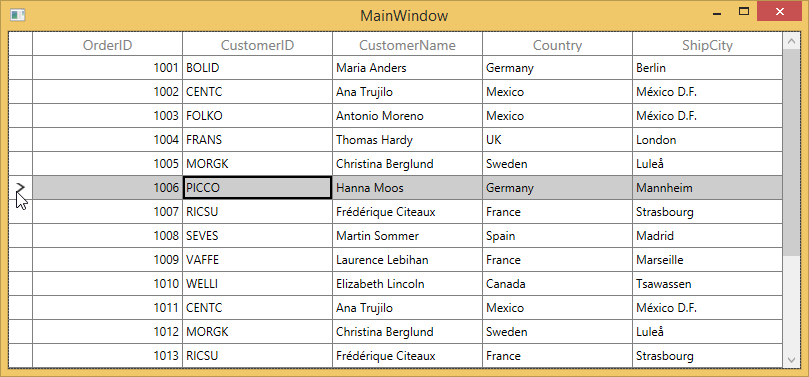 MainWindow
OrderID CustomerID CustomerName Country ShipCity
1001 BOLID Maria Anders Germany Berlin
1002 CENTC Ana Trujilo Mexico México D.F.
1003 FOLKO Antonio Moreno Mexico México D.F.
1004 FRANS Thomas Hardy UK London
1005 MORGK Christina Berglund Sweden Luleå
1006 PICCO Hanna Moos Germany Mannheim
1007 RICSU Frédérique Citeaux France Strasbourg
1008 SEVES Martin Sommer Spain Madrid
1009 VAFFE Laurence Lebihan France Marseille
1010 WELLI Elizabeth Lincoln Canada Tsawassen
1011 CENTC Ana Trujilo Mexico México D.F.
1012 MORGK Christina Berglund Sweden Luleå
1013 RICSU Frédérique Citeaux France Strasbourg